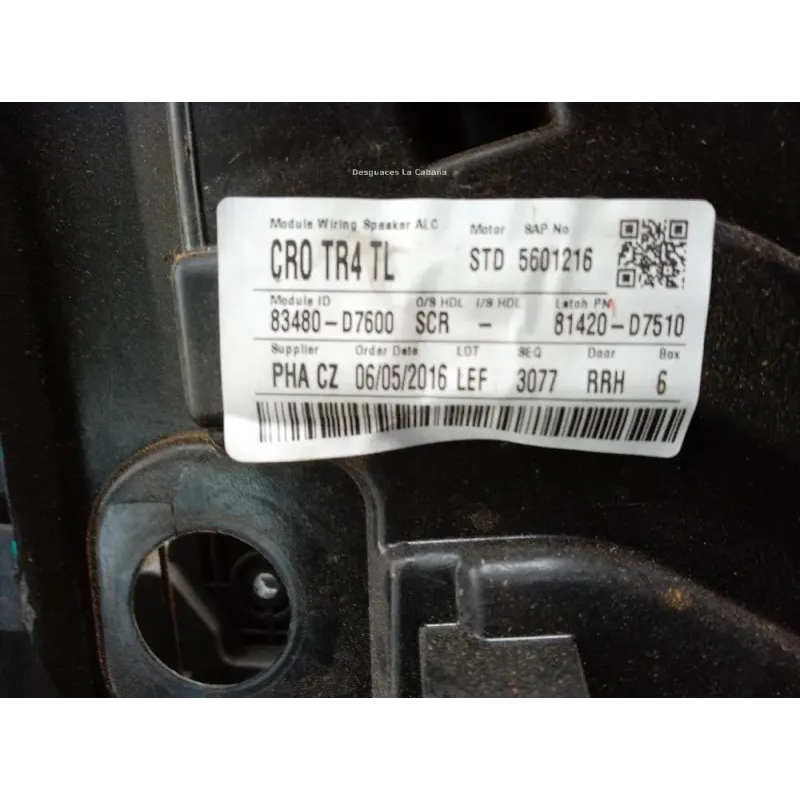 Desguaces La Cabaña
Module Wiring Speaker ALC Motor SAP No
CRO TR4 TL STD 5601216
Module ID O/S HDL I/S HDL Latch PN
83480-D7600 SCR - 81420-D7510
Supplier Order Date LOT SEQ Door Box
PHA CZ 06/05/2016 LEF 3077 RRH 6